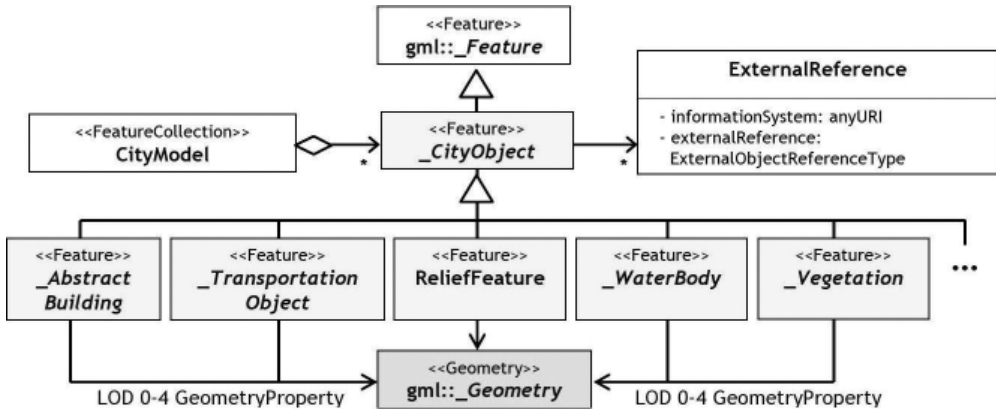 <<Feature>>
gml::_Feature
ExternalReference
- informationSystem: anyURI
- externalReference:
ExternalObjectReferenceType
<<FeatureCollection>>
CityModel
*
<<Feature>>
_CityObject
*
<<Feature>>
_Abstract
Building
<<Feature>>
_Transportation
Object
<<Feature>>
ReliefFeature
<<Feature>>
_WaterBody
<<Feature>>
_Vegetation
...
<<Geometry>>
gml::_Geometry
LOD 0-4 GeometryProperty
LOD 0-4 GeometryProperty